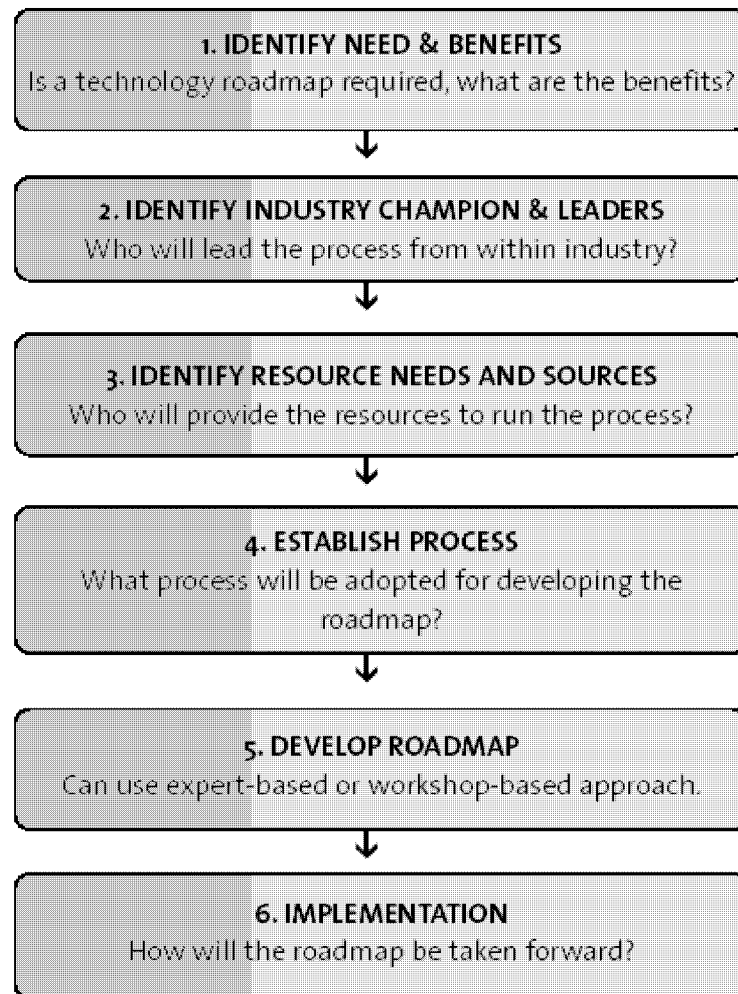 1. IDENTIFY NEED & BENEFITS
Is a technology roadmap required, what are the benefits?
2. IDENTIFY INDUSTRY CHAMPION & LEADERS
Who will lead the process from within industry?
3. IDENTIFY RESOURCE NEEDS AND SOURCES
Who will provide the resources to run the process?
4. ESTABLISH PROCESS
What process will be adopted for developing the
roadmap?
5. DEVELOP ROADMAP
Can use expert-based or workshop-based approach.
6. IMPLEMENTATION
How will the roadmap be taken forward?